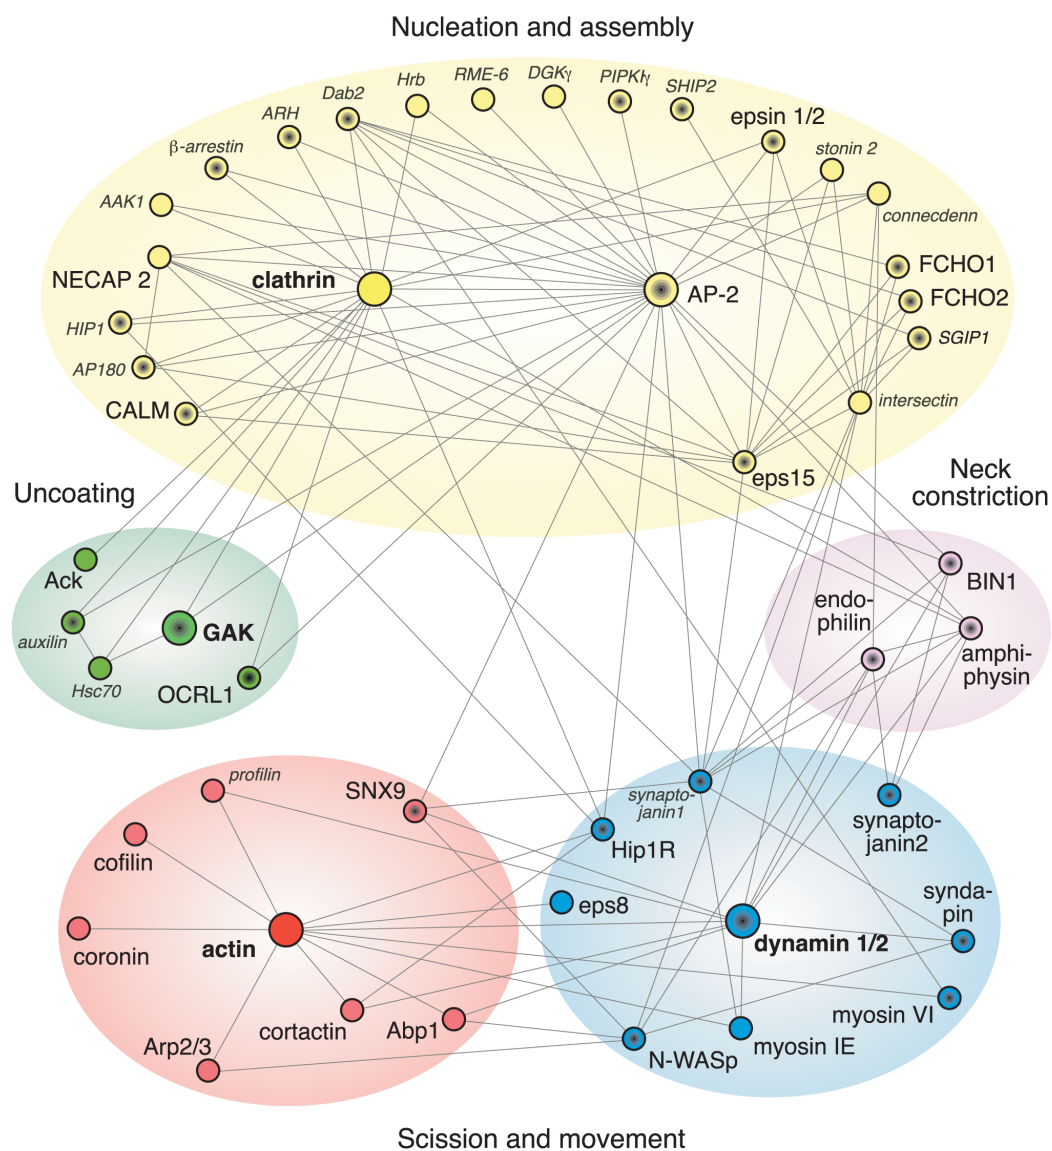 Nucleation and assembly
RME-6
DGKγ
PIPKIγ
Hrb
SHIP2
Dab2
ARH
epsin 1/2
β-arrestin
stonin 2
AAK1
connecdenn
NECAP 2
clathrin
AP-2
FCHO1
FCHO2
HIP1
SGIP1
AP180
CALM
intersectin
eps15
Uncoating
Neck
constriction
Ack
BIN1
endo-
philin
auxilin
GAK
amphi-
physin
Hsc70
OCRL1
profilin
SNX9
synapto-
janin1
cofilin
Hip1R
synapto-
janin2
synda-
pin
eps8
actin
dynamin 1/2
coronin
myosin VI
cortactin
Abp1
Arp2/3
myosin IE
N-WASp
Scission and movement